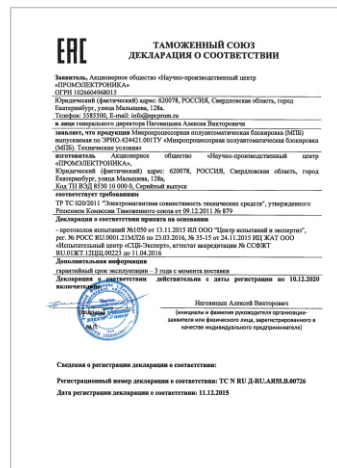 ЕАС
ТАМОЖЕННЫЙ СОЮЗ
ДЕКЛАРАЦИЯ О СООТВЕТСТВИИ
Заявитель, Акционерное общество «Научно-производственный центр
«ПРОМЭЛЕКТРОНИКА»
ОГРН 1026604968015
Юридический (фактический) адрес: 620078, РОССИЯ, Свердловская область, город
Екатеринбург, улица Малышева, 128а,
Телефон: 3585500, E-mail: info@npcprom.ru
в лице генерального директора Наговицына Алексея Викторовича
заявляет, что продукция Микропроцессорная полуавтоматическая блокировка (МПБ)
выпускаемая по ЭРНО.424421.001ТУ «Микропроцессорная полуавтоматическая блокировка
(МПБ). Технические условия»
изготовитель Акционерное общество «Научно-производственный центр
«ПРОМЭЛЕКТРОНИКА»,
Юридический (фактический) адрес: 620078, РОССИЯ, Свердловская область, город
Екатеринбург, улица Малышева, 128а,
Код ТН ВЭД 8530 10 000 0, Серийный выпуск
соответствует требованиям
ТР ТС 020/2011 "Электромагнитная совместимость технических средств", утвержденного
Решением Комиссии Таможенного союза от 09.12.2011 № 879
Декларация о соответствии принята на основании
- протоколов испытаний №1050 от 13.11.2015 ИЛ ООО "Центр испытаний и экспертиз",
рег. № РОСС RU.0001.21МЛ26 по 23.03.2016, № 35-15 от 24.11.2015 ИЦ ЖАТ ООО
«Испытательный центр «СЦБ-Эксперт», аттестат аккредитации № ССФЖТ
RU.01ЖТ.12ЦЩ.00223 до 11.04.2016
Дополнительная информация
гарантийный срок эксплуатации – 3 года с момента поставки
Декларация о соответствии действительна с даты регистрации по 10.12.2020
включительно
Наговицын Алексей Викторович
(подпись)
(инициалы и фамилия руководителя организации-
заявителя или физического лица, зарегистрированного в
качестве индивидуального предпринимателя)
М.П.
Сведения о регистрации декларации о соответствии:
Регистрационный номер декларации о соответствии: ТС N RU Д-RU.АЯ55.В.00726
Дата регистрации декларации о соответствии: 11.12.2015